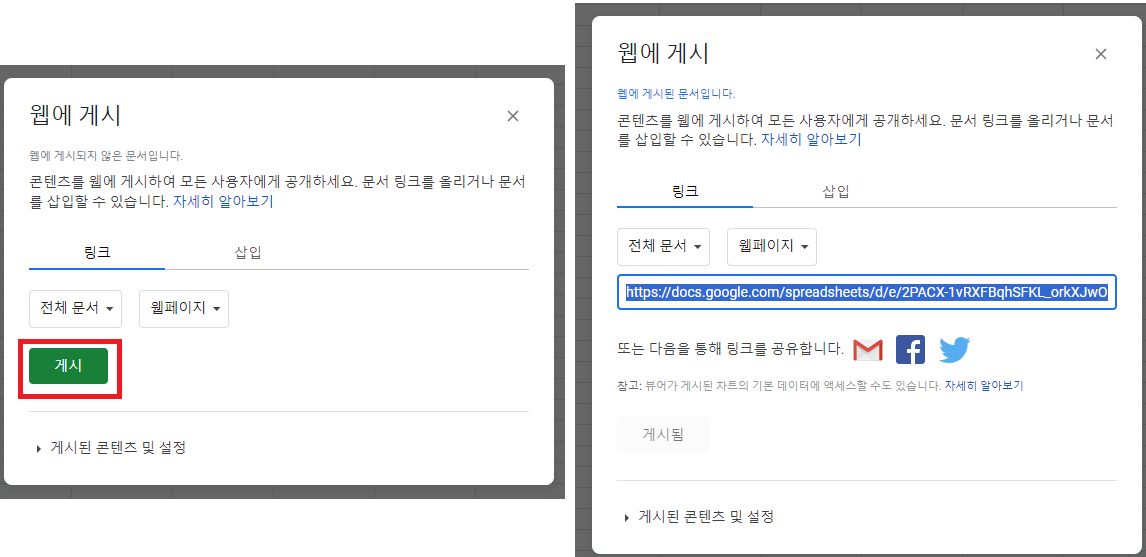 웹에 게시
웹에 게시되지 않은 문서입니다.
콘텐츠를 웹에 게시하여 모든 사용자에게 공개하세요. 문서 링크를 올리거나 문서
를 삽입할 수 있습니다. 자세히 알아보기
링크 삽입
전체 문서 웹페이지
게시
게시된 콘텐츠 및 설정
웹에 게시
웹에 게시된 문서입니다.
콘텐츠를 웹에 게시하여 모든 사용자에게 공개하세요. 문서 링크를 올리거나 문서
를 삽입할 수 있습니다. 자세히 알아보기
링크 삽입
전체 문서 웹페이지
https://docs.google.com/spreadsheets/d/e/2PACX-1vRXFBqhSFKL_orkXJwO
또는 다음을 통해 링크를 공유합니다.
참고: 뷰어가 게시된 차트의 기본 데이터에 액세스할 수도 있습니다. 자세히 알아보기
게시됨
게시된 콘텐츠 및 설정